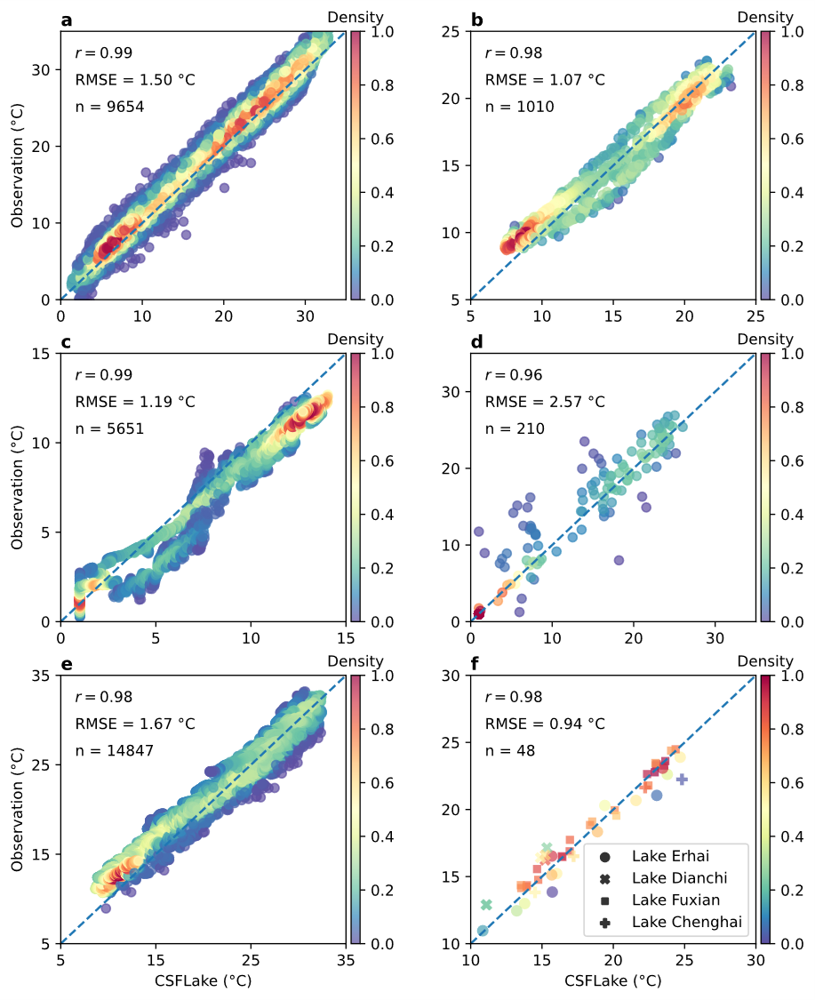 a
Density
r = 0.99
RMSE = 1.50 °C
n = 9654
Observation (°C)
0
10
20
30
0
10
20
30
0.0
0.2
0.4
0.6
0.8
1.0
b
Density
r = 0.98
RMSE = 1.07 °C
n = 1010
5
10
15
20
25
5
10
15
20
25
0.0
0.2
0.4
0.6
0.8
1.0
c
Density
r = 0.99
RMSE = 1.19 °C
n = 5651
Observation (°C)
0
5
10
15
0
5
10
15
0.0
0.2
0.4
0.6
0.8
1.0
d
Density
r = 0.96
RMSE = 2.57 °C
n = 210
0
10
20
30
0
10
20
30
0.0
0.2
0.4
0.6
0.8
1.0
e
Density
r = 0.98
RMSE = 1.67 °C
n = 14847
Observation (°C)
5
15
25
35
5
15
25
35
CSFLake (°C)
0.0
0.2
0.4
0.6
0.8
1.0
f
Density
r = 0.98
RMSE = 0.94 °C
n = 48
Lake Erhai
Lake Dianchi
Lake Fuxian
Lake Chenghai
10
15
20
25
30
10
15
20
25
30
CSFLake (°C)
0.0
0.2
0.4
0.6
0.8
1.0